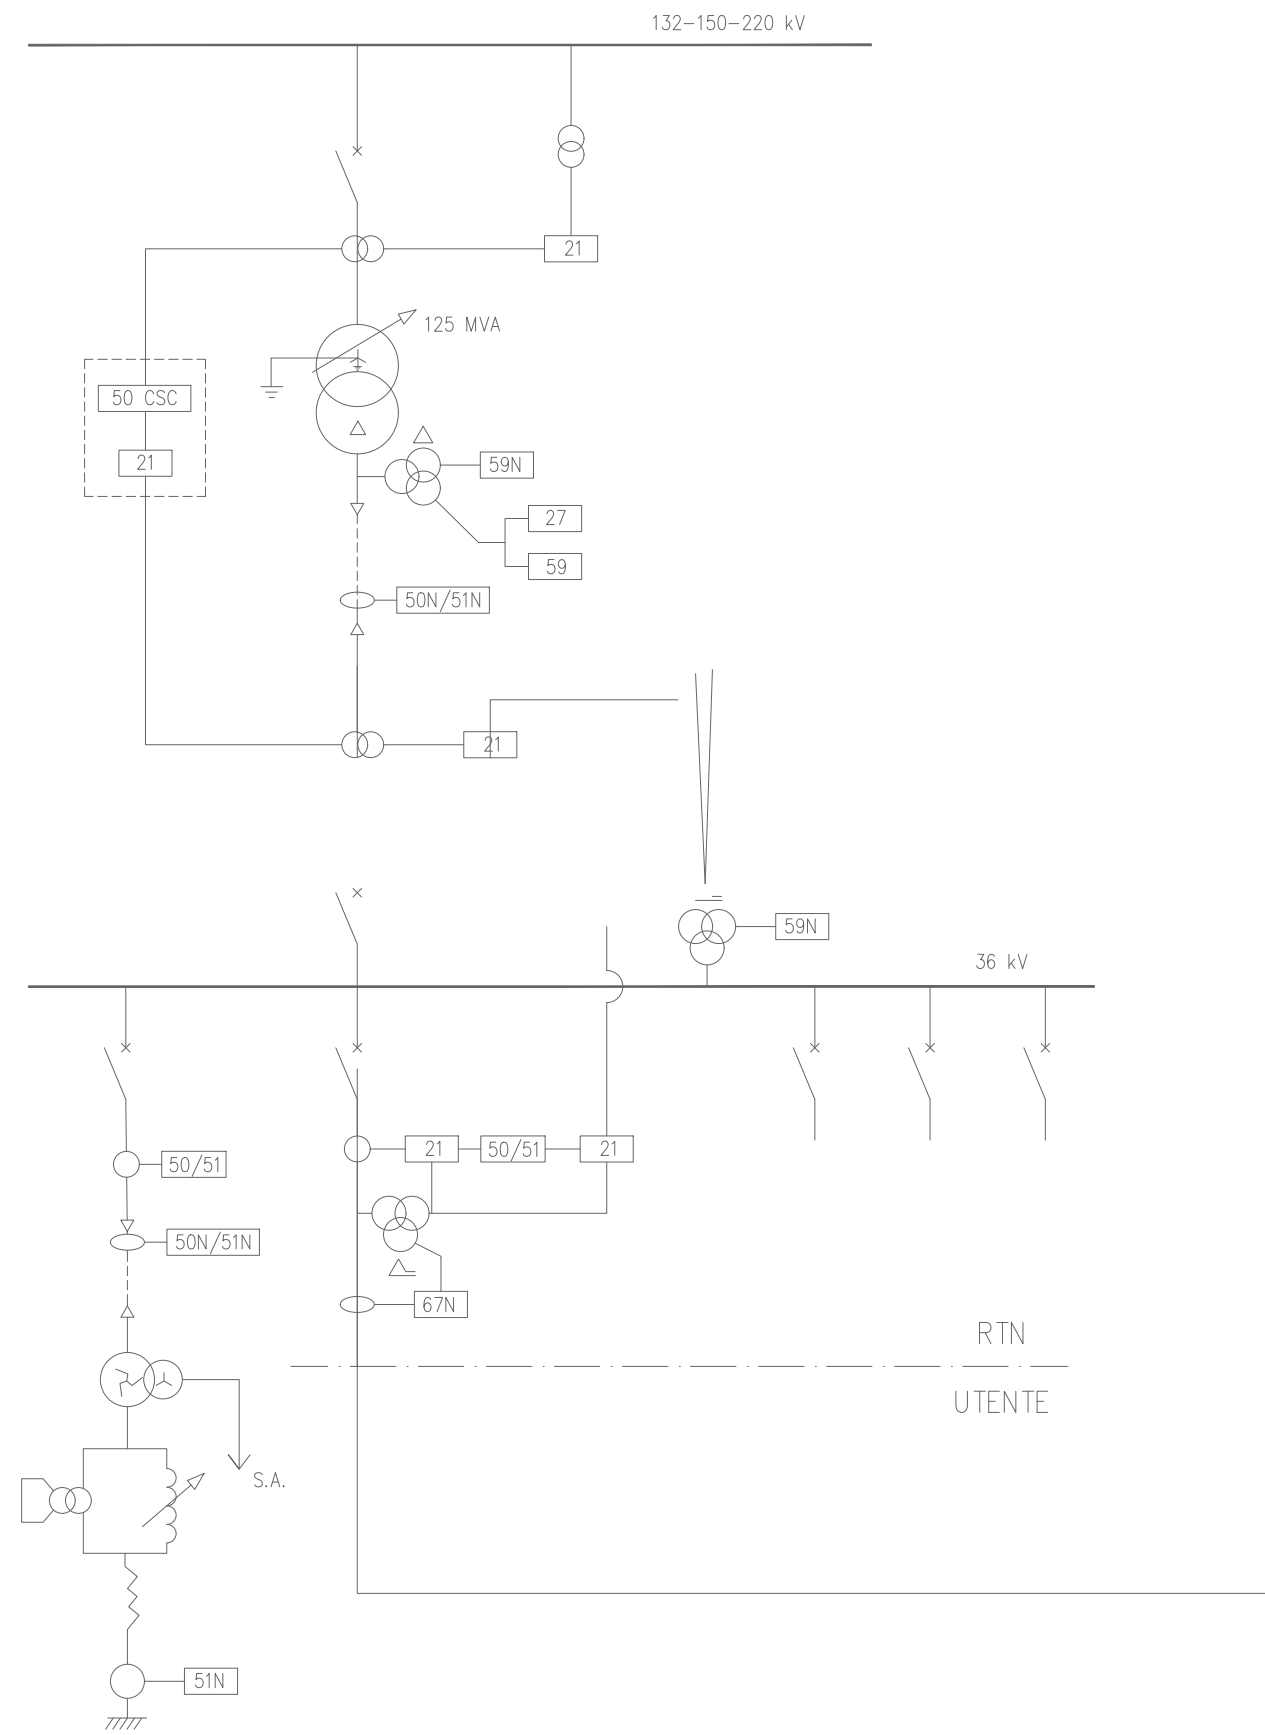 132-150-220 kV
21
125 MVA
50 CSC
21
59N
27
59
50N/51N
21
59N
36 kV
21
50/51
21
50/51
50N/51N
67N
RTN
UTENTE
S.A.
51N